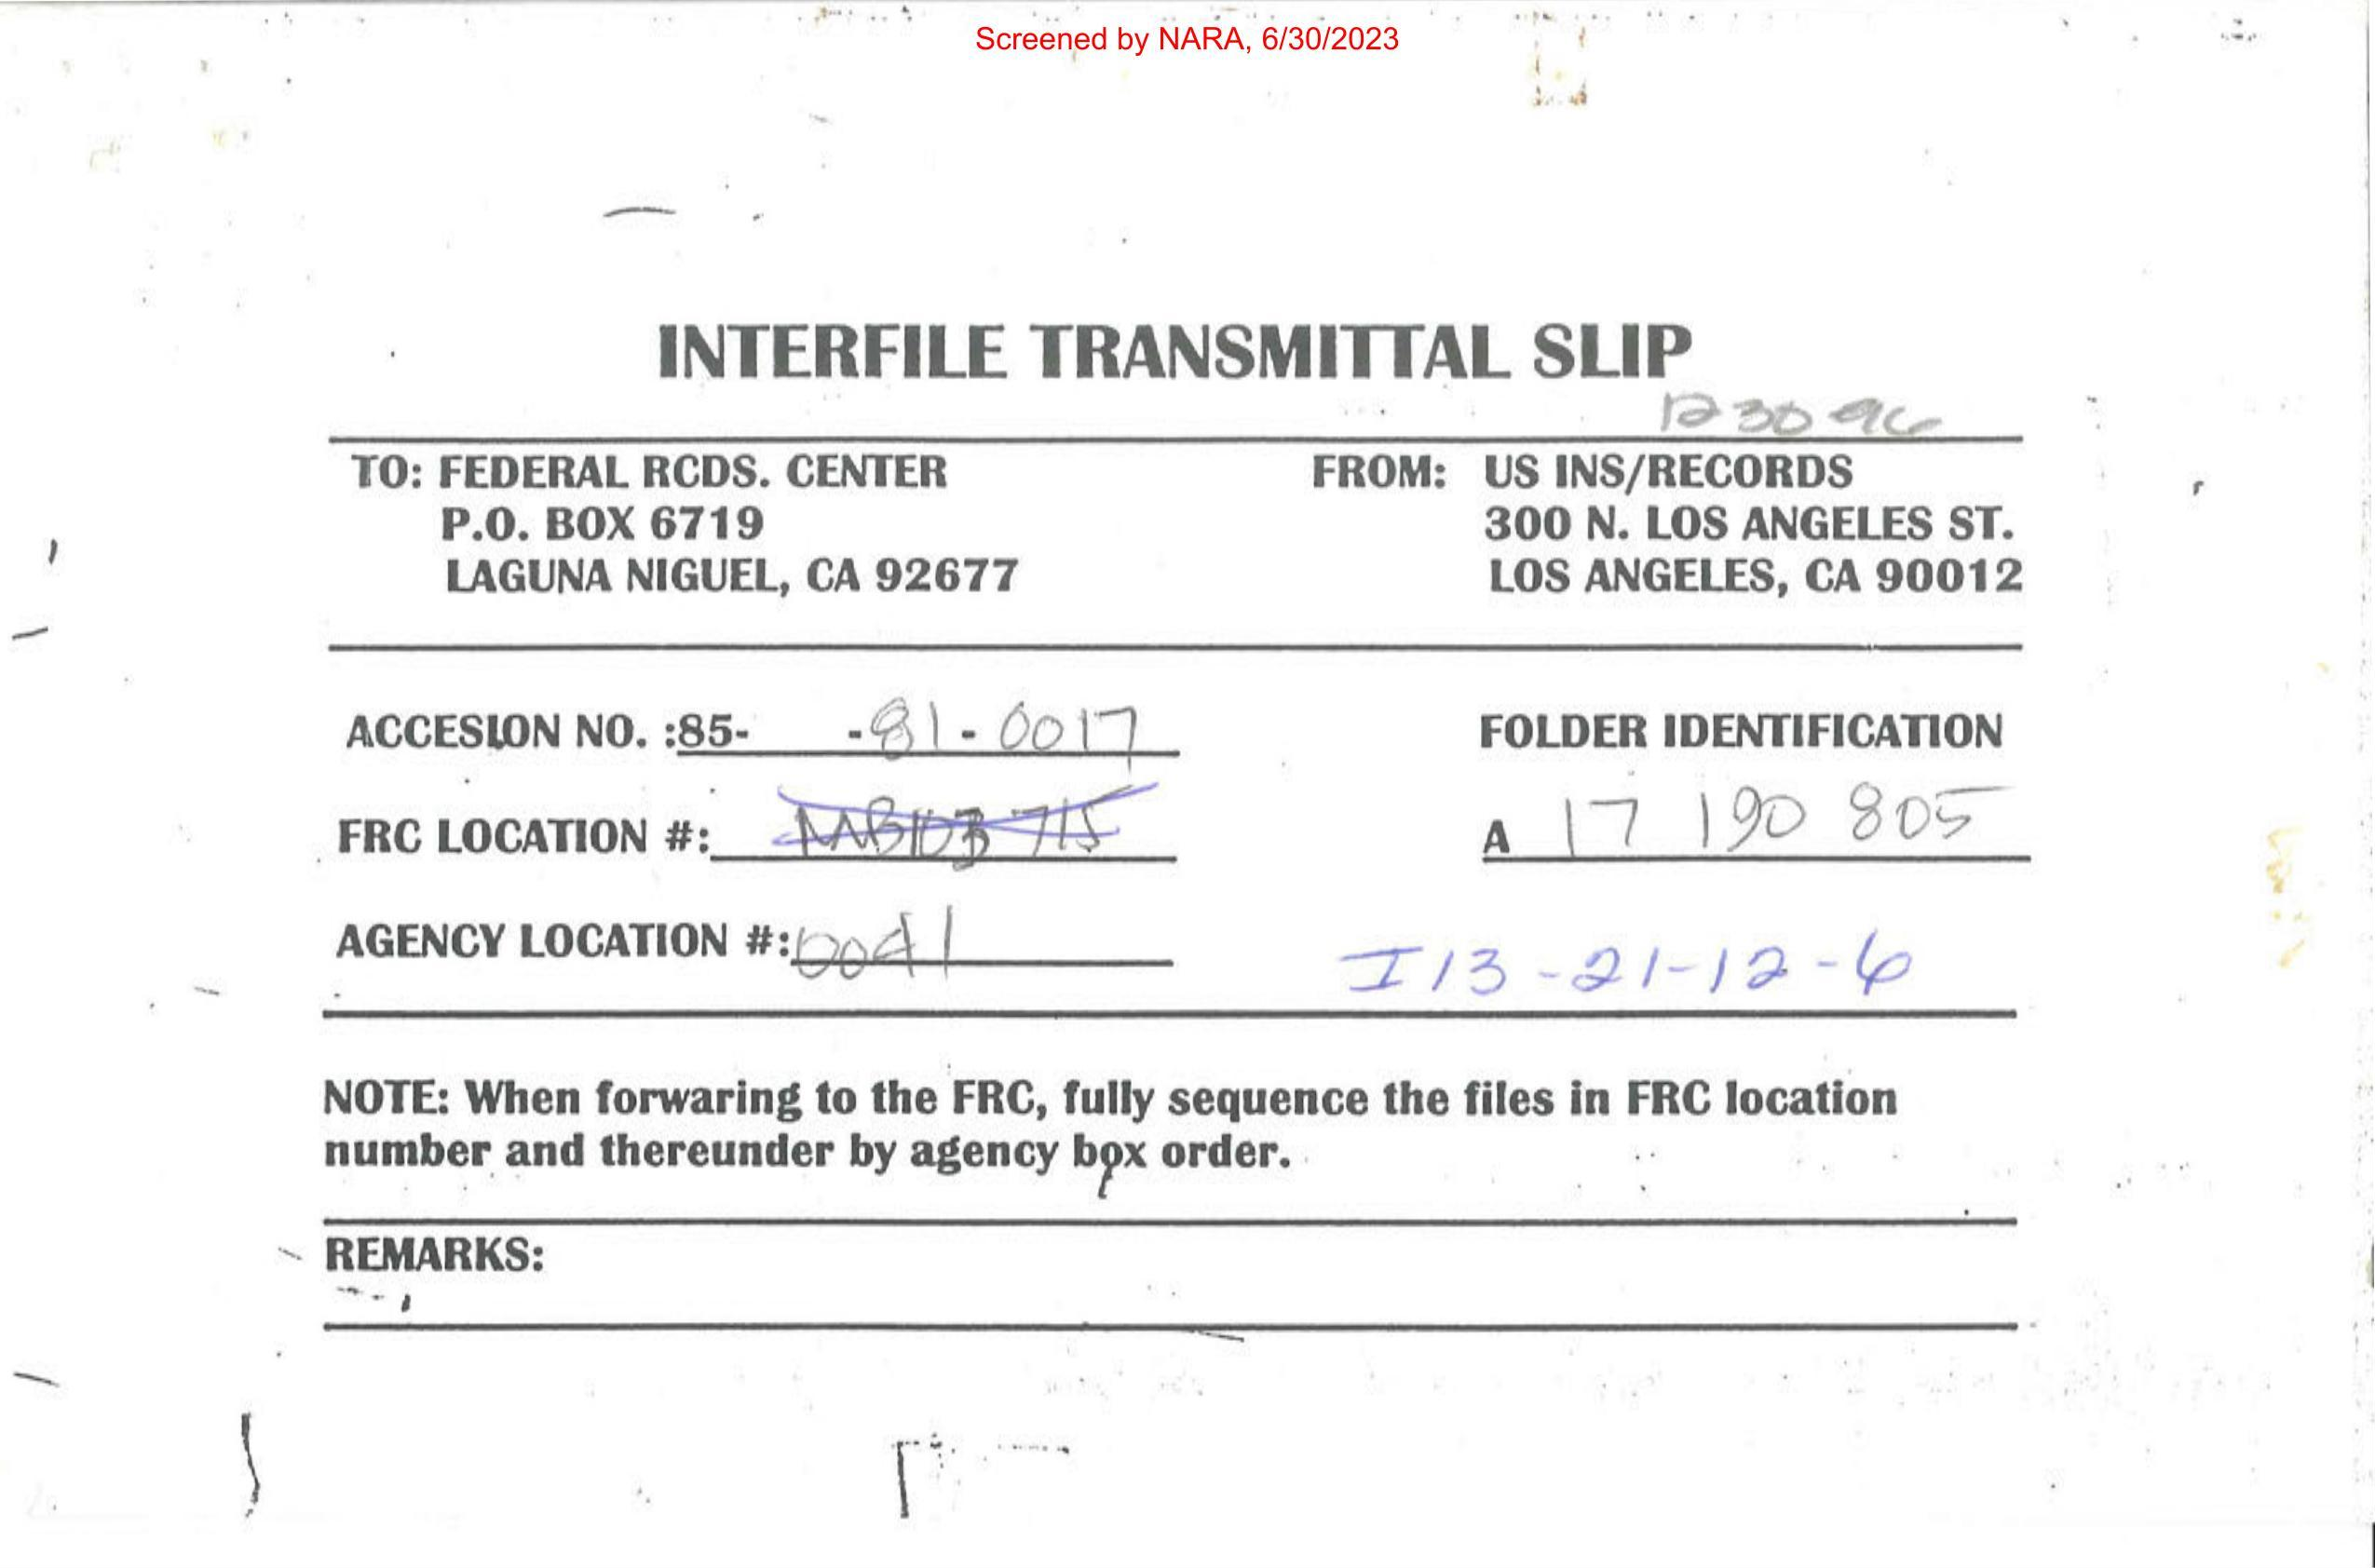 Screened by NARA, 6/30/2023
INTERFILE TRANSMITTAL SLIP
12 30 96
TO: FEDERAL RCDS. CENTER
P.O. BOX 6719
LAGUNA NIGUEL, CA 92677
FROM: US INS/RECORDS
300 N. LOS ANGELES ST.
LOS ANGELES, CA 90012
ACCESION NO. :85- -81-0017
FRC LOCATION #:
AGENCY LOCATION #: 0041
FOLDER IDENTIFICATION
A 17 190 805
I13-21-12-6
NOTE: When forwaring to the FRC, fully sequence the files in FRC location
number and thereunder by agency box order.
REMARKS: